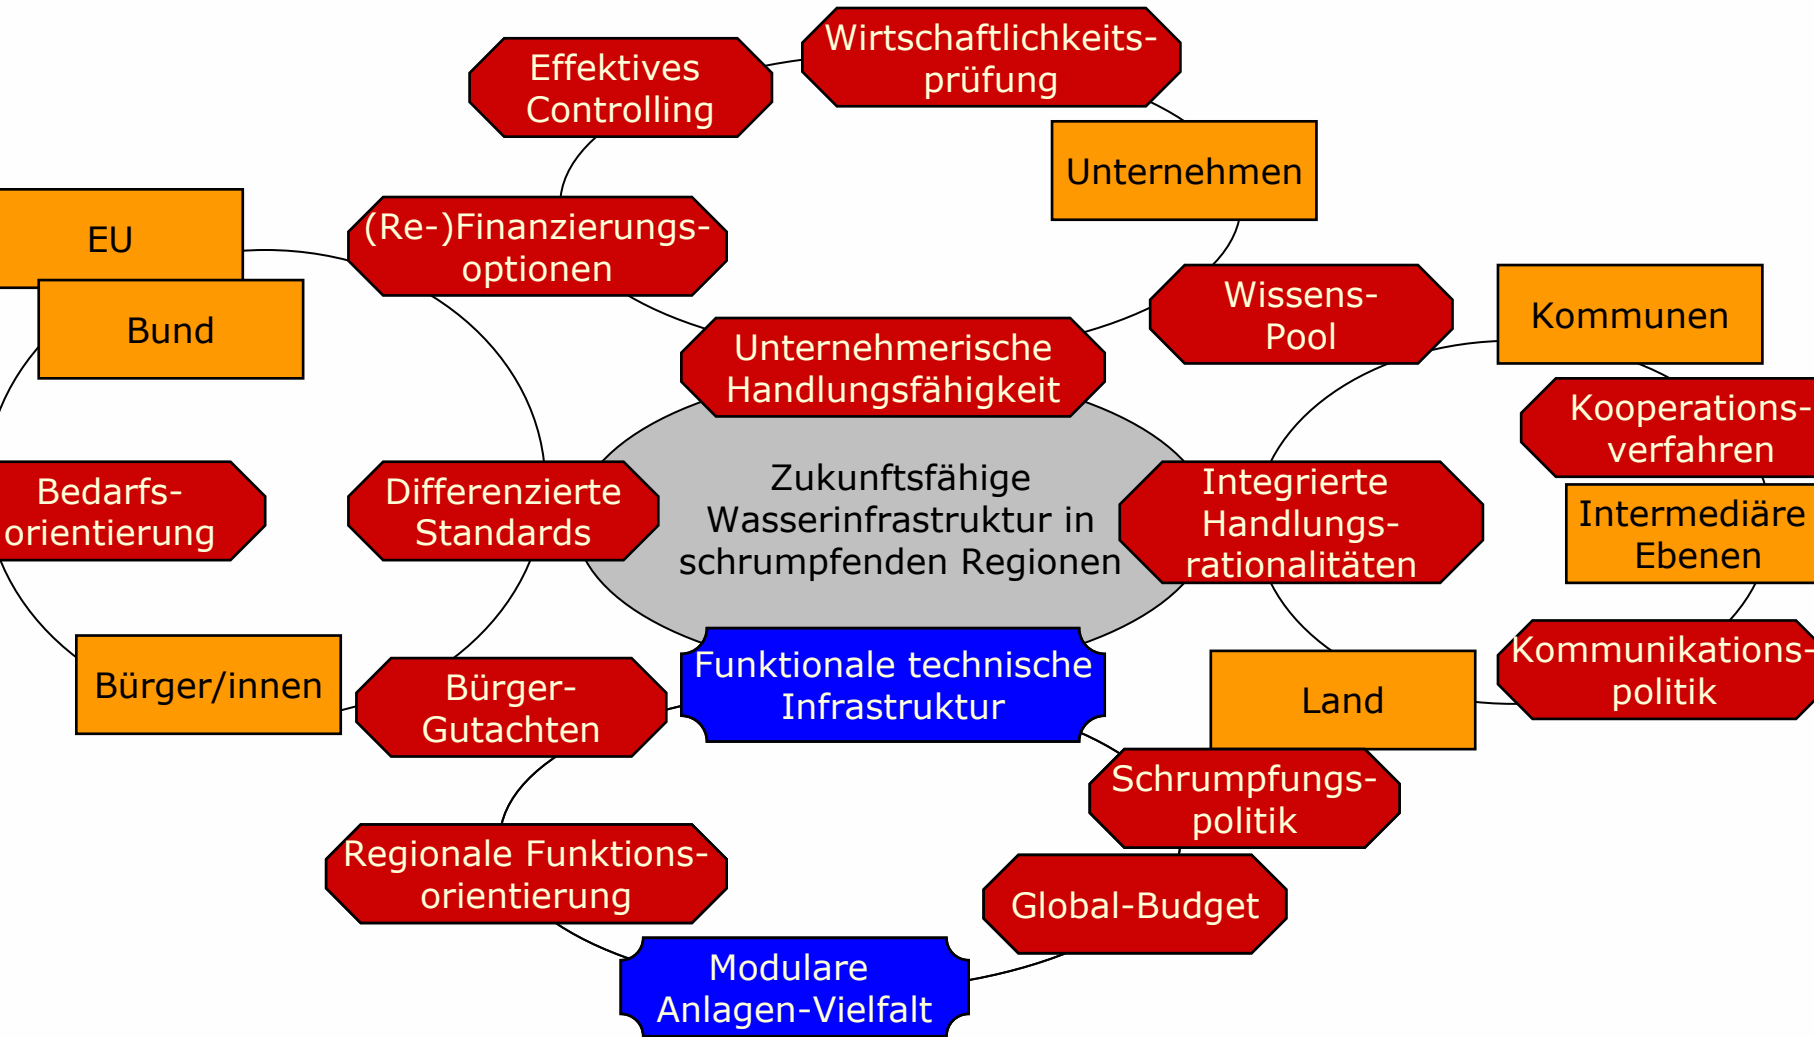 Wirtschaftlichkeits-
prüfung
Effektives
Controlling
Unternehmen
(Re-)Finanzierungs-
optionen
EU
Bund
Wissens-
Pool
Kommunen
Unternehmerische
Handlungsfähigkeit
Kooperations-
verfahren
Bedarfs-
orientierung
Differenzierte
Standards
Zukunftsfähige
Wasserinfrastruktur in
schrumpfenden Regionen
Integrierte
Handlungs-
rationalitäten
Intermediäre
Ebenen
Bürger/innen
Bürger-
Gutachten
Funktionale technische
Infrastruktur
Land
Kommunikations-
politik
Schrumpfungs-
politik
Regionale Funktions-
orientierung
Global-Budget
Modulare
Anlagen-Vielfalt